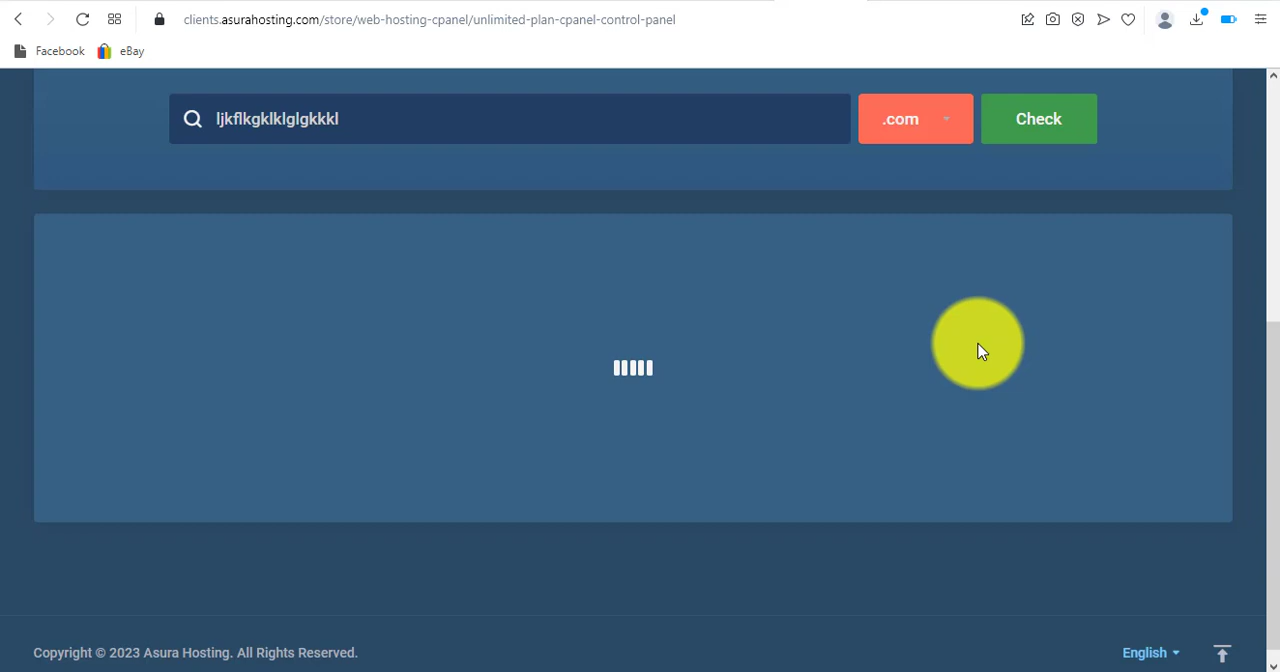 clients.asurahosting.com/store/web-hosting-cpanel/unlimited-plan-cpanel-control-panel
Facebook eBay
ljkflkgklklglgkkkl .com Check
Copyright © 2023 Asura Hosting. All Rights Reserved. English